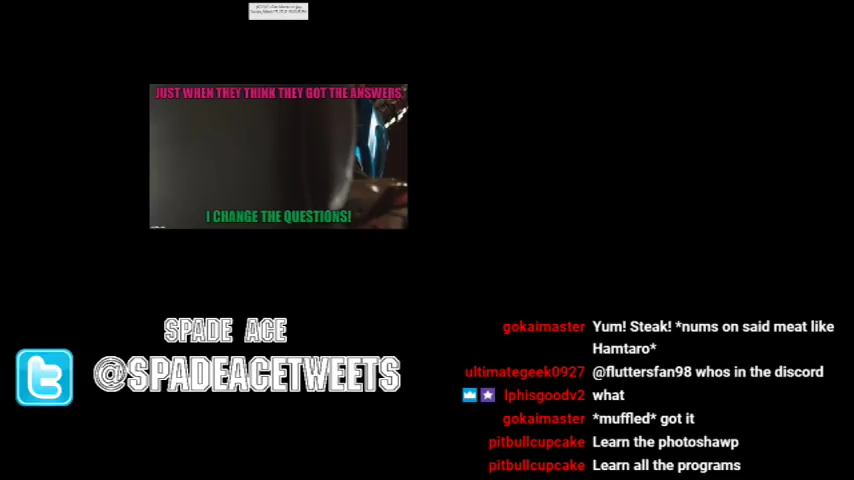 JUST WHEN THEY THINK THEY GOT THE ANSWERS,
I CHANGE THE QUESTIONS!
SPADE ACE
@SPADEACETWEETS
gokaimaster Yum! Steak! *nums on said meat like
Hamtaro*
ultimategeek0927 @fluttersfan98 whos in the discord
lphisgoodv2 what
gokaimaster *muffled* got it
pitbullcupcake Learn the photoshawp
pitbullcupcake Learn all the programs